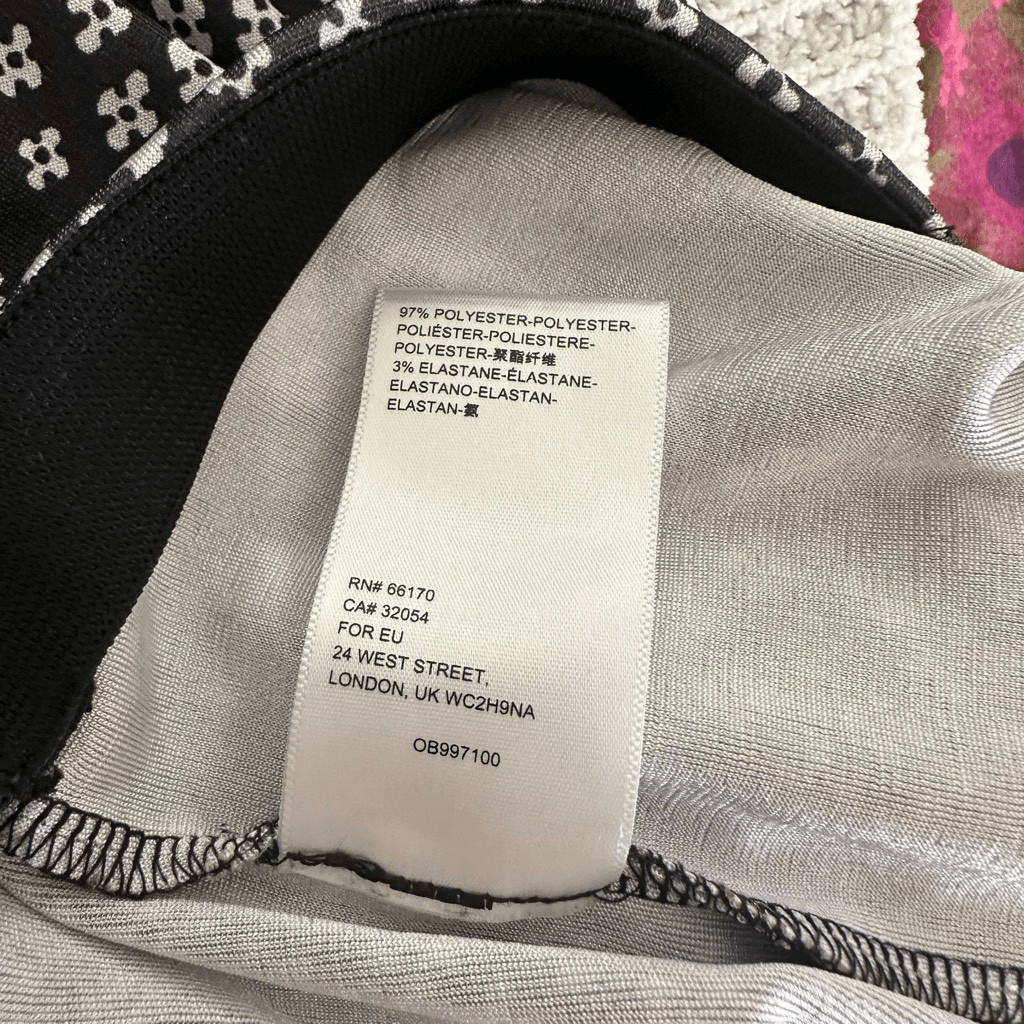 97% POLYESTER-POLYESTER-
POLIÉSTER-POLIESTERE-
POLYESTER-聚酯纤维
3% ELASTANE-ÉLASTANE-
ELASTANO-ELASTAN-
ELASTAN-氨
RN# 66170
CA# 32054
FOR EU
24 WEST STREET,
LONDON, UK WC2H9NA
OB997100